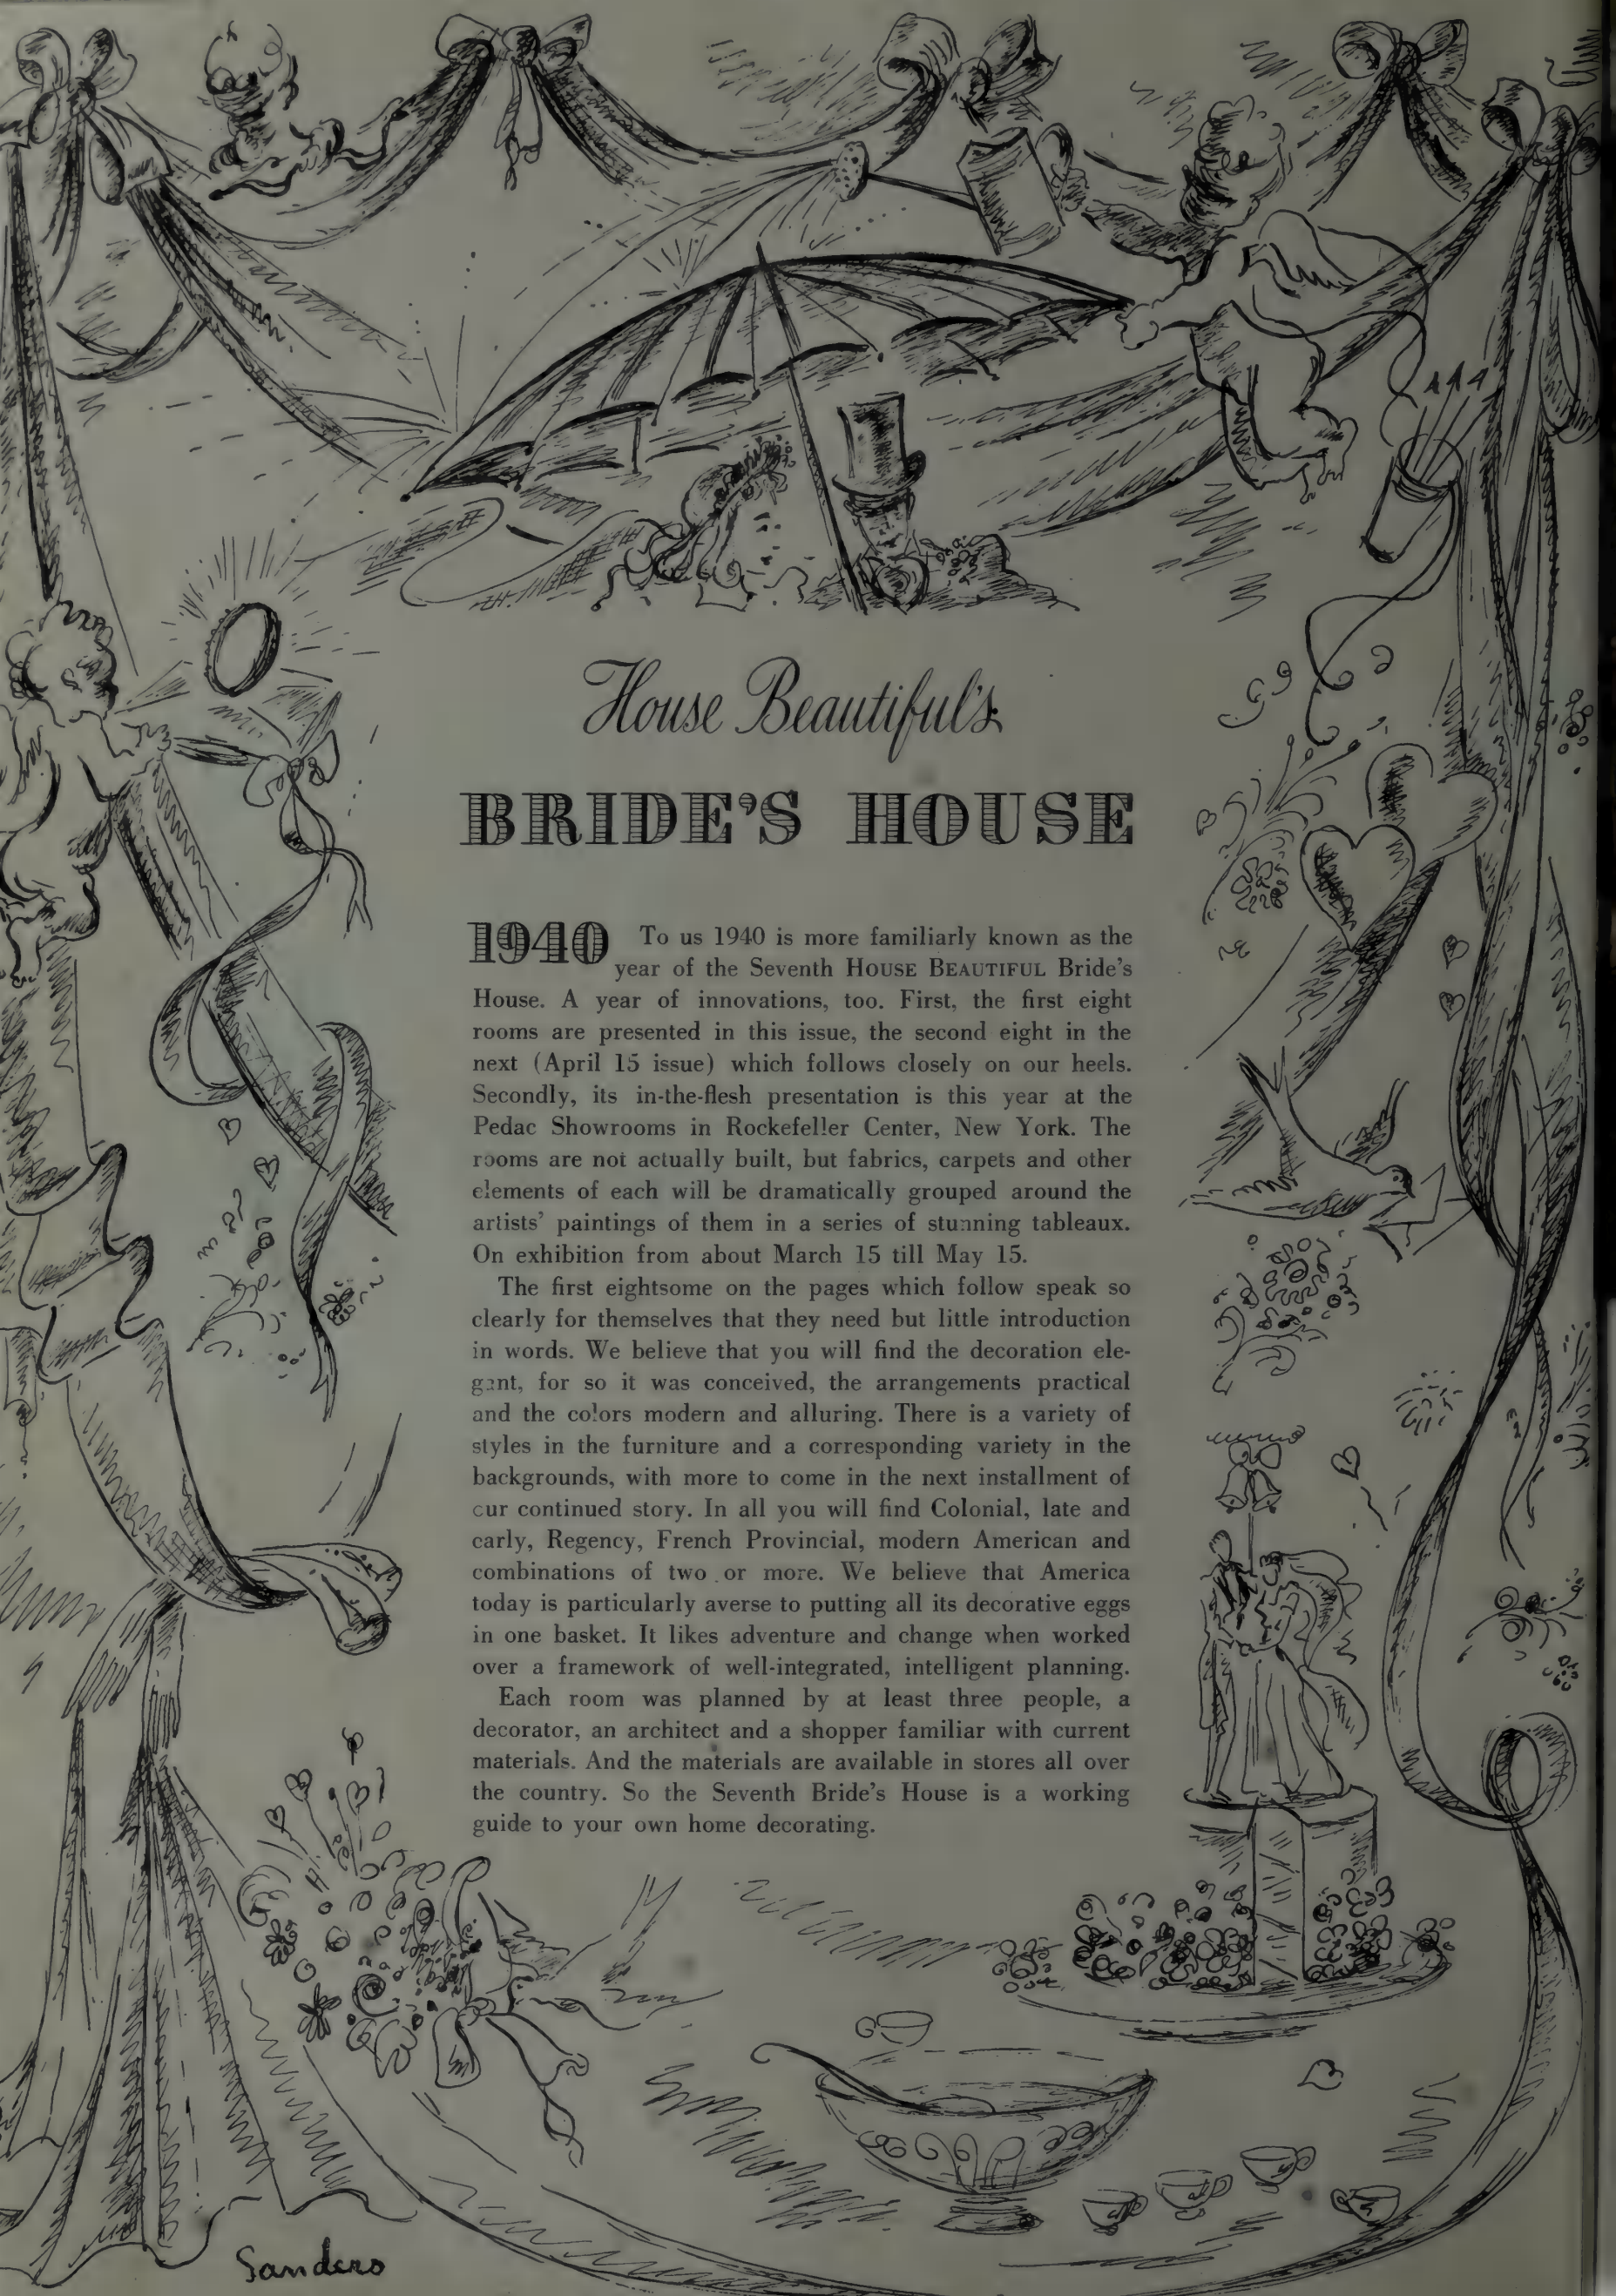 House Beautiful's
BRIDE'S HOUSE
1940 To us 1940 is more familiarly known as the
year of the Seventh HOUSE BEAUTIFUL Bride's
House. A year of innovations, too. First, the first eight
rooms are presented in this issue, the second eight in the
next (April 15 issue) which follows closely on our heels.
Secondly, its in-the-flesh presentation is this year at the
Pedac Showrooms in Rockefeller Center, New York. The
rooms are not actually built, but fabrics, carpets and other
elements of each will be dramatically grouped around the
artists' paintings of them in a series of stunning tableaux.
On exhibition from about March 15 till May 15.
The first eightsome on the pages which follow speak so
clearly for themselves that they need but little introduction
in words. We believe that you will find the decoration ele-
gant, for so it was conceived, the arrangements practical
and the colors modern and alluring. There is a variety of
styles in the furniture and a corresponding variety in the
backgrounds, with more to come in the next installment of
our continued story. In all you will find Colonial, late and
early, Regency, French Provincial, modern American and
combinations of two or more. We believe that America
today is particularly averse to putting all its decorative eggs
in one basket. It likes adventure and change when worked
over a framework of well-integrated, intelligent planning.
Each room was planned by at least three people, a
decorator, an architect and a shopper familiar with current
materials. And the materials are available in stores all over
the country. So the Seventh Bride's House is a working
guide to your own home decorating.
Sanders